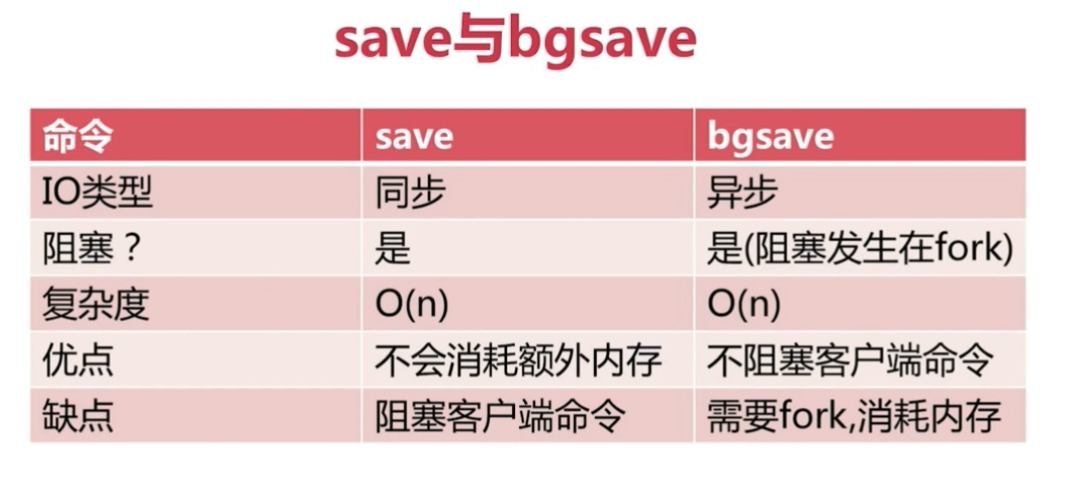 save与bgsave
命令 save bgsave
IO类型 同步 异步
阻塞？ 是 是(阻塞发生在fork)
复杂度 O(n) O(n)
优点 不会消耗额外内存 不阻塞客户端命令
缺点 阻塞客户端命令 需要fork,消耗内存